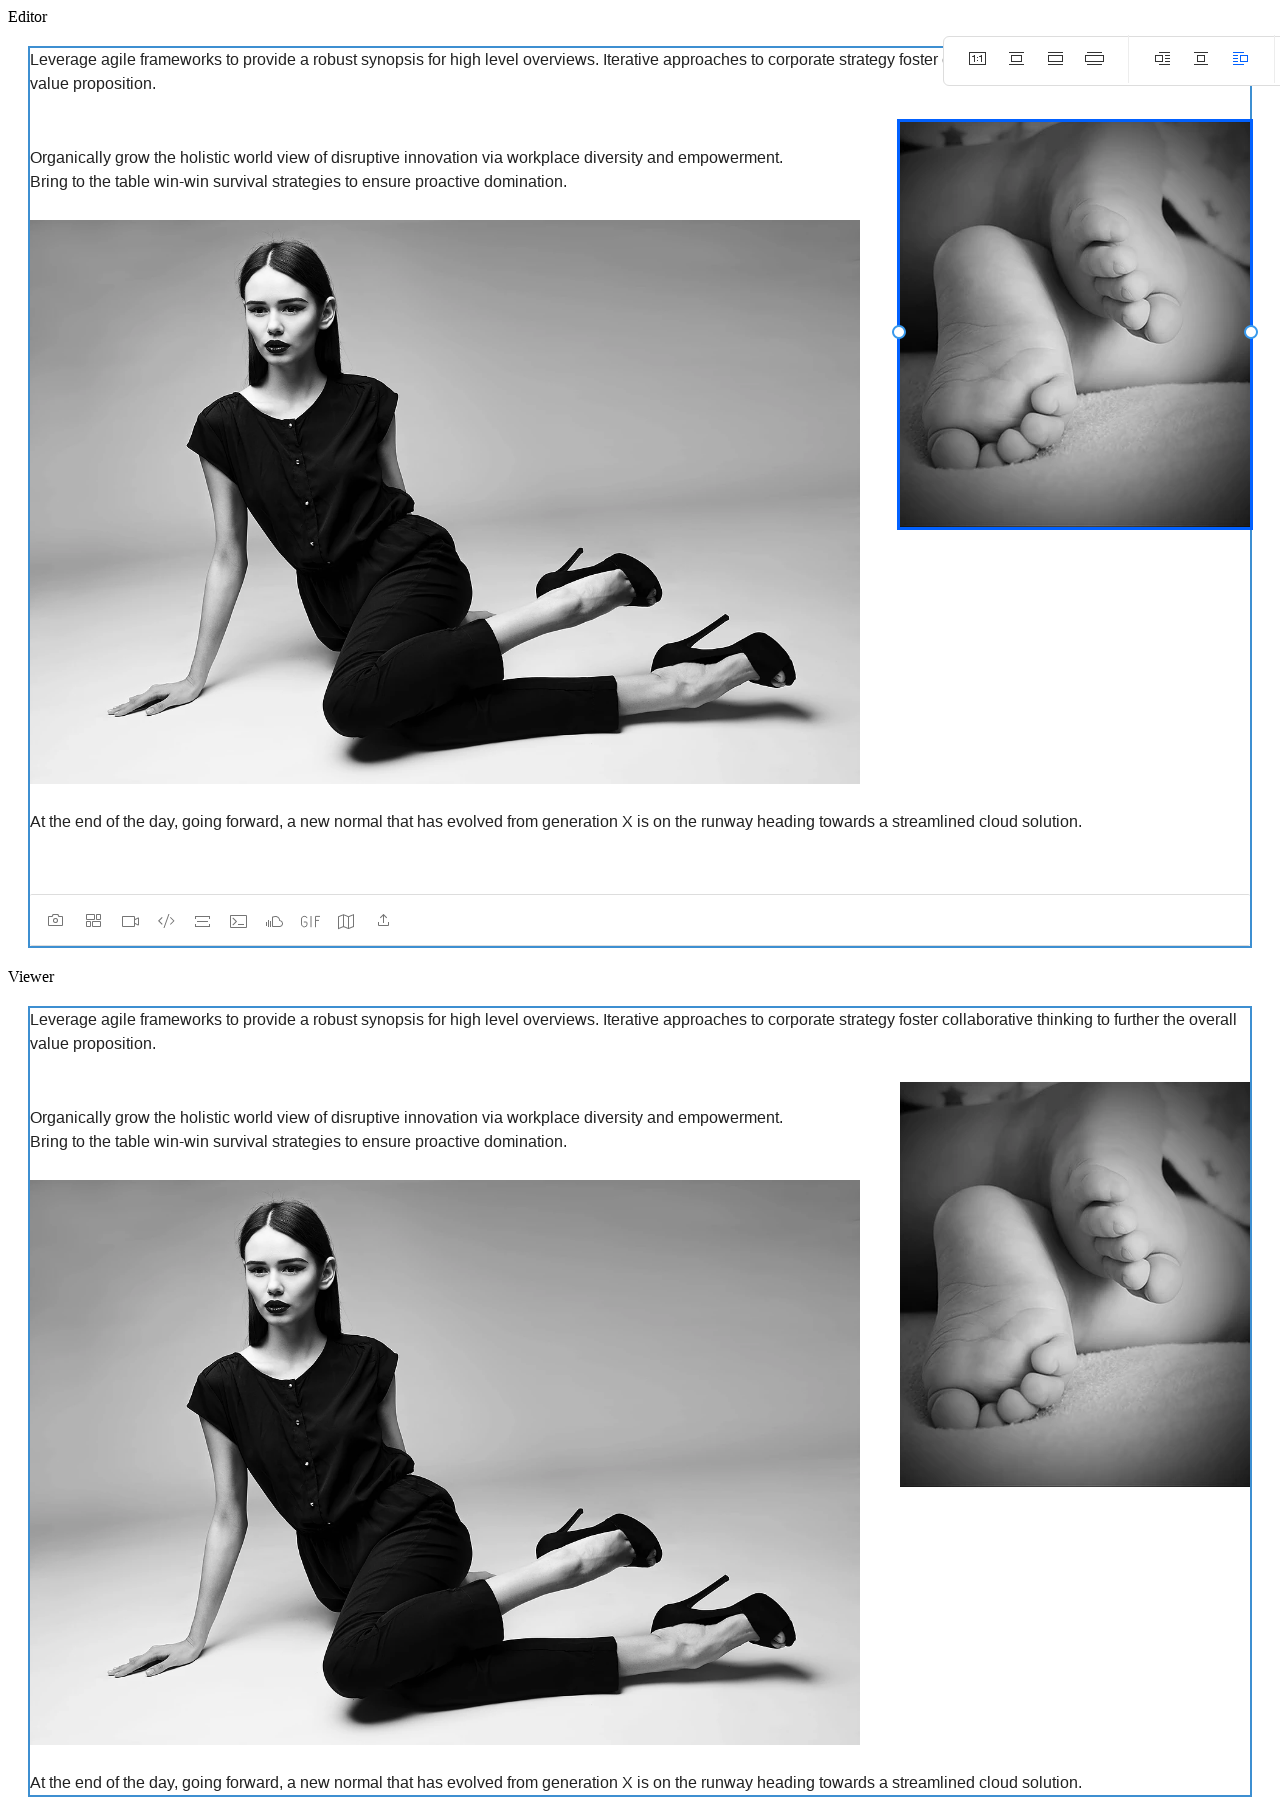 Editor
Leverage agile frameworks to provide a robust synopsis for high level overviews. Iterative approaches to corporate strategy foster
value proposition.
1:1
Organically grow the holistic world view of disruptive innovation via workplace diversity and empowerment.
Bring to the table win-win survival strategies to ensure proactive domination.
At the end of the day, going forward, a new normal that has evolved from generation X is on the runway heading towards a streamlined cloud solution.
GIF
Viewer
Leverage agile frameworks to provide a robust synopsis for high level overviews. Iterative approaches to corporate strategy foster collaborative thinking to further the overall
value proposition.
Organically grow the holistic world view of disruptive innovation via workplace diversity and empowerment.
Bring to the table win-win survival strategies to ensure proactive domination.
At the end of the day, going forward, a new normal that has evolved from generation X is on the runway heading towards a streamlined cloud solution.